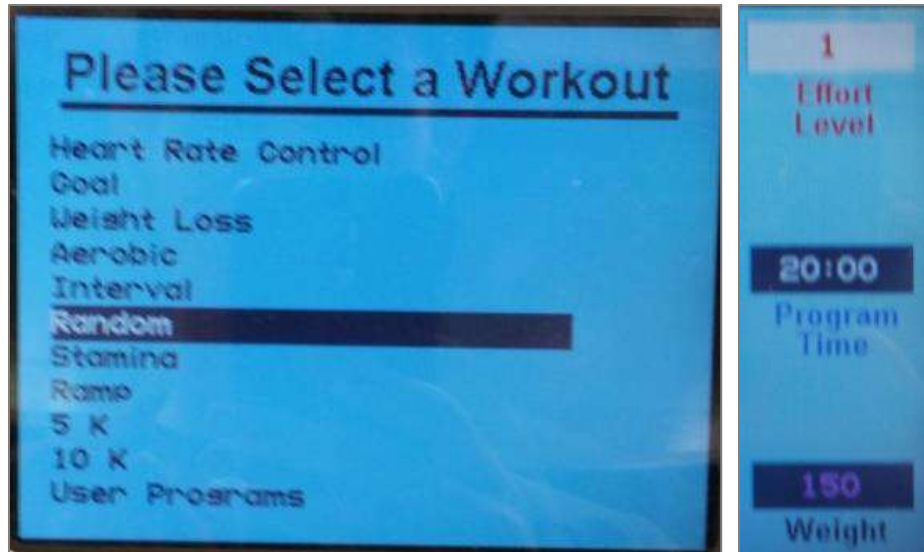 Please Select a Workout
Heart Rate Control
Goal
Weight Loss
Aerobic
Interval
Random
Stamina
Ramp
5 K
10 K
User Programs
1
Effort
Level
20:00
Program
Time
150
Weight